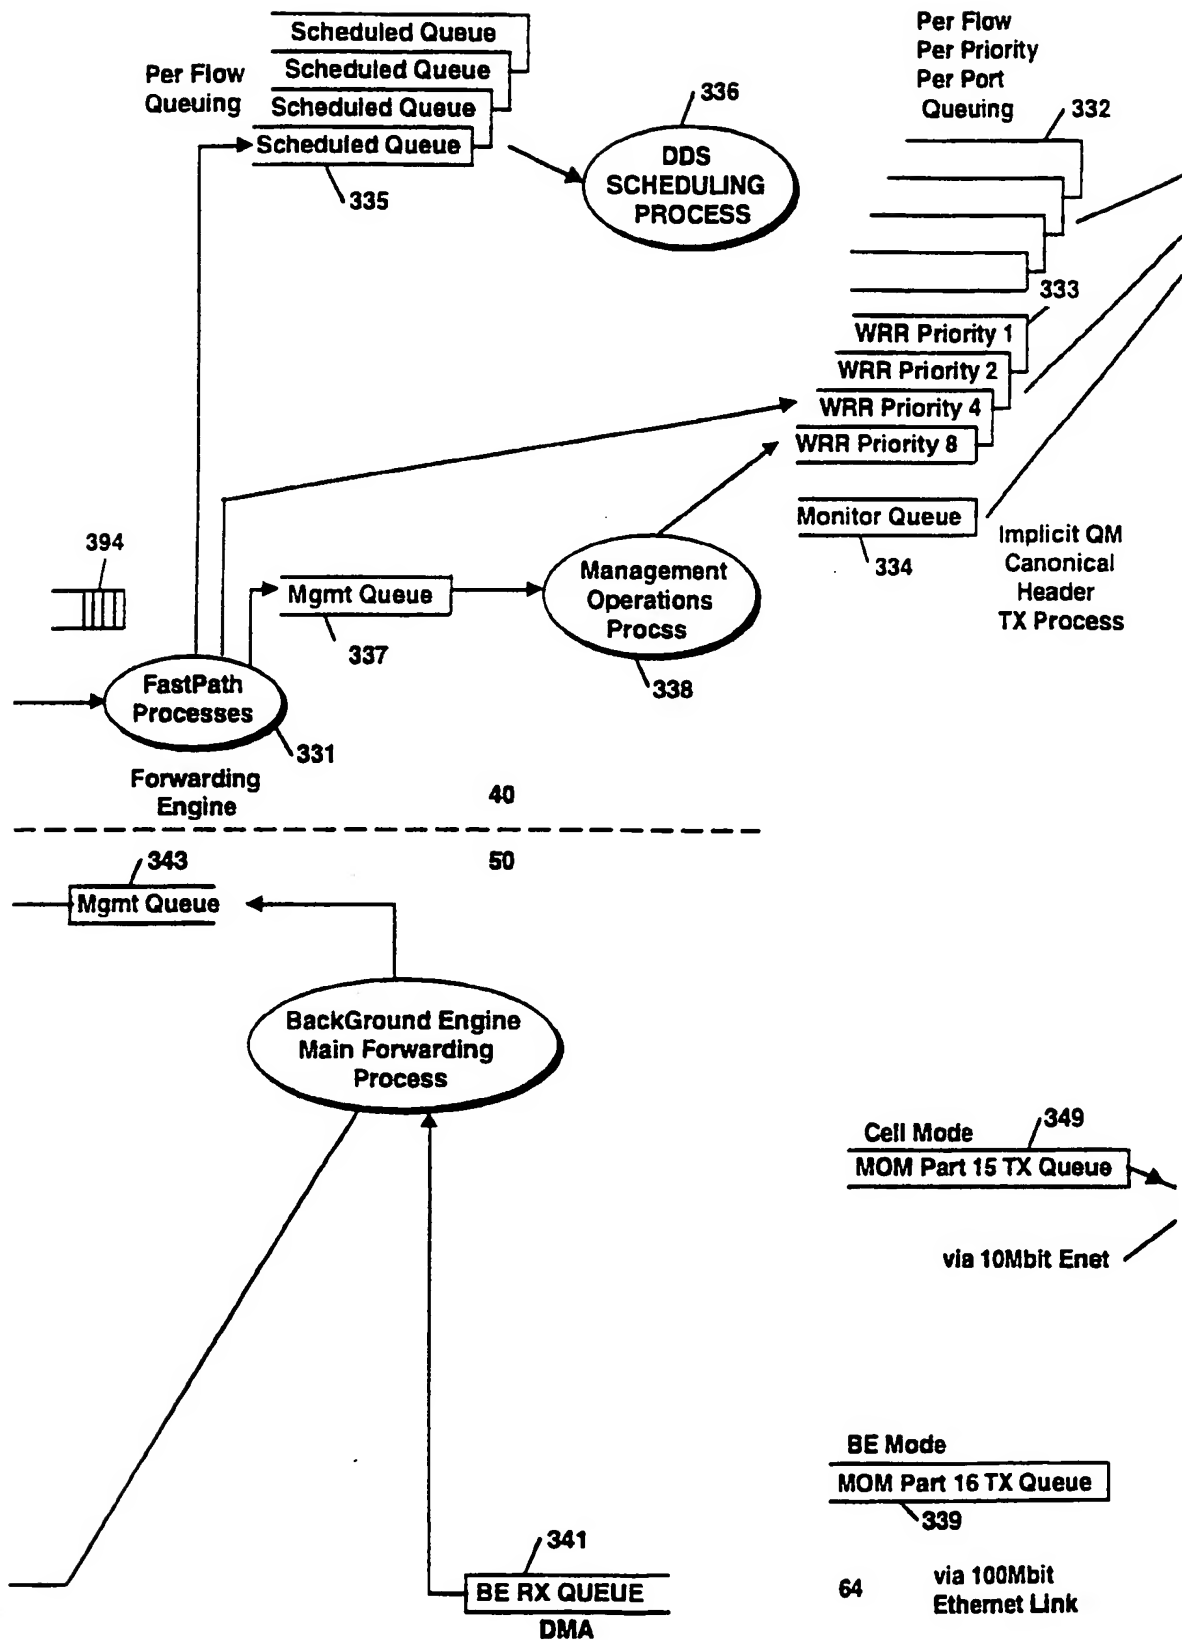 Scheduled Queue
Scheduled Queue
Scheduled Queue
Scheduled Queue
Per Flow
Queuing
335
336
DDS
SCHEDULING
PROCESS
Per Flow
Per Priority
Per Port
Queuing
332
333
WRR Priority 1
WRR Priority 2
WRR Priority 4
WRR Priority 8
Monitor Queue
334
Implicit QM
Canonical
Header
TX Process
394
Mgmt Queue
337
Management
Operations
Procss
338
FastPath
Processes
331
Forwarding
Engine
40
50
343
Mgmt Queue
BackGround Engine
Main Forwarding
Process
349
Cell Mode
MOM Part 15 TX Queue
via 10Mbit Enet
BE Mode
MOM Part 16 TX Queue
339
341
BE RX QUEUE
DMA
64
via 100Mbit
Ethernet Link